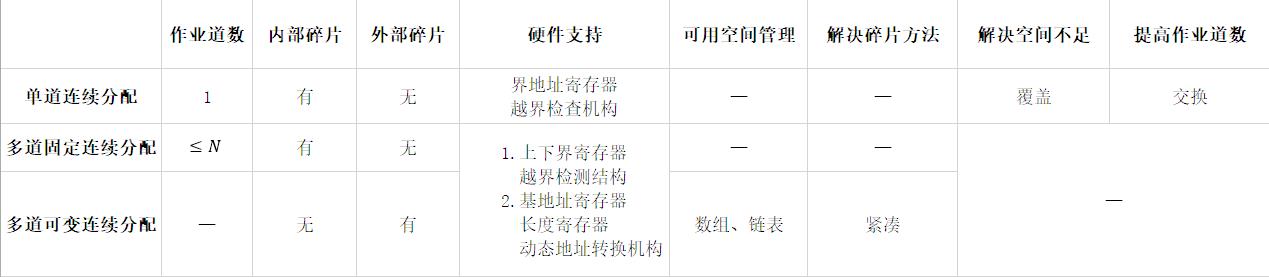 作业道数 内部碎片 外部碎片 硬件支持 可用空间管理 解决碎片方法 解决空间不足 提高作业道数
单道连续分配 1 有 无 界地址寄存器 — — 覆盖 交换
越界检查机构
多道固定连续分配 ≤ N 有 无 — —
1. 上下界寄存器
越界检测结构
2. 基地址寄存器
长度寄存器
动态地址转换机构
多道可变连续分配 — 无 有 数组、链表 紧凑 —